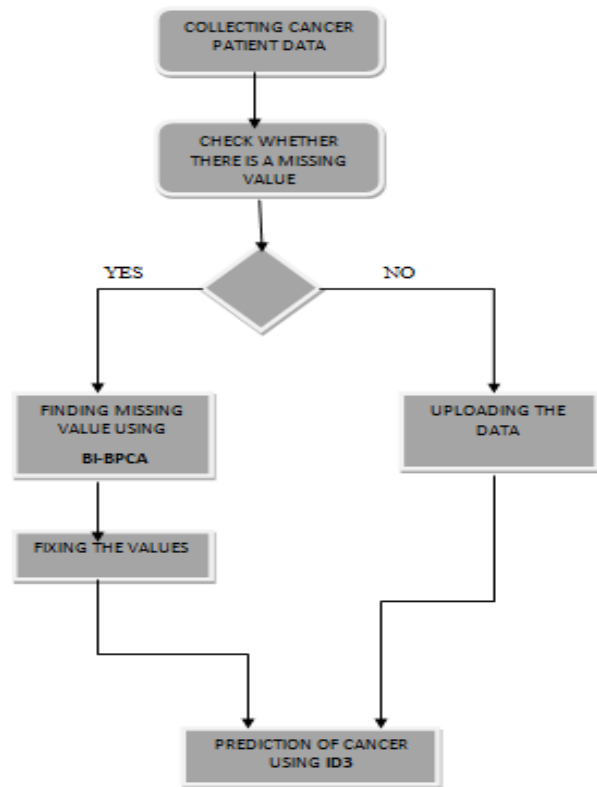 COLLECTING CANCER
PATIENT DATA
CHECK WHETHER
THERE IS A MISSING
VALUE
YES
NO
FINDING MISSING
VALUE USING
BI-BPCA
UPLOADING THE
DATA
FIXING THE VALUES
PREDICTION OF CANCER
USING ID3